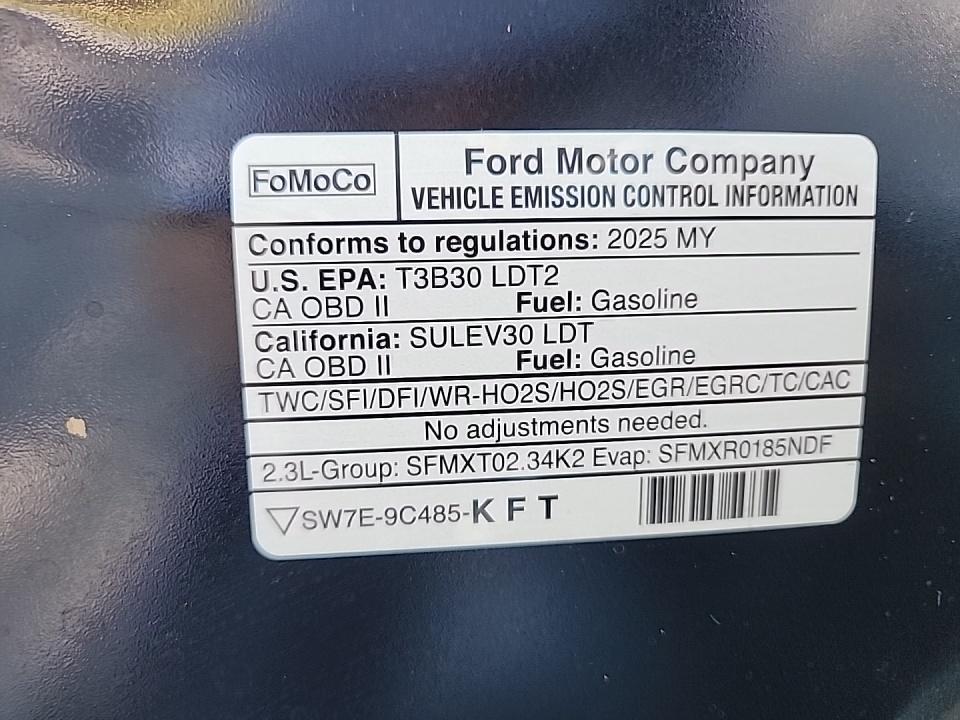 FoMoCo
Ford Motor Company
VEHICLE EMISSION CONTROL INFORMATION
Conforms to regulations: 2025 MY
U.S. EPA: T3B30 LDT2
CA OBD II Fuel: Gasoline
California: SULEV30 LDT
CA OBD II Fuel: Gasoline
TWC/SFI/DFI/WR-HO2S/HO2S/EGR/EGRC/TC/CAC
No adjustments needed.
2.3L-Group: SFMXT02.34K2 Evap: SFMXR0185NDF
SW7E-9C485-K F T